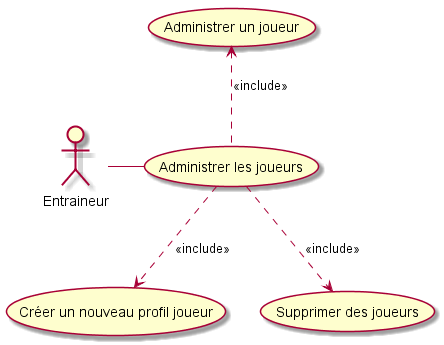 Administrer un joueur
«include»
Administrer les joueurs
Entraineur
«include»
«include»
Créer un nouveau profil joueur
Supprimer des joueurs